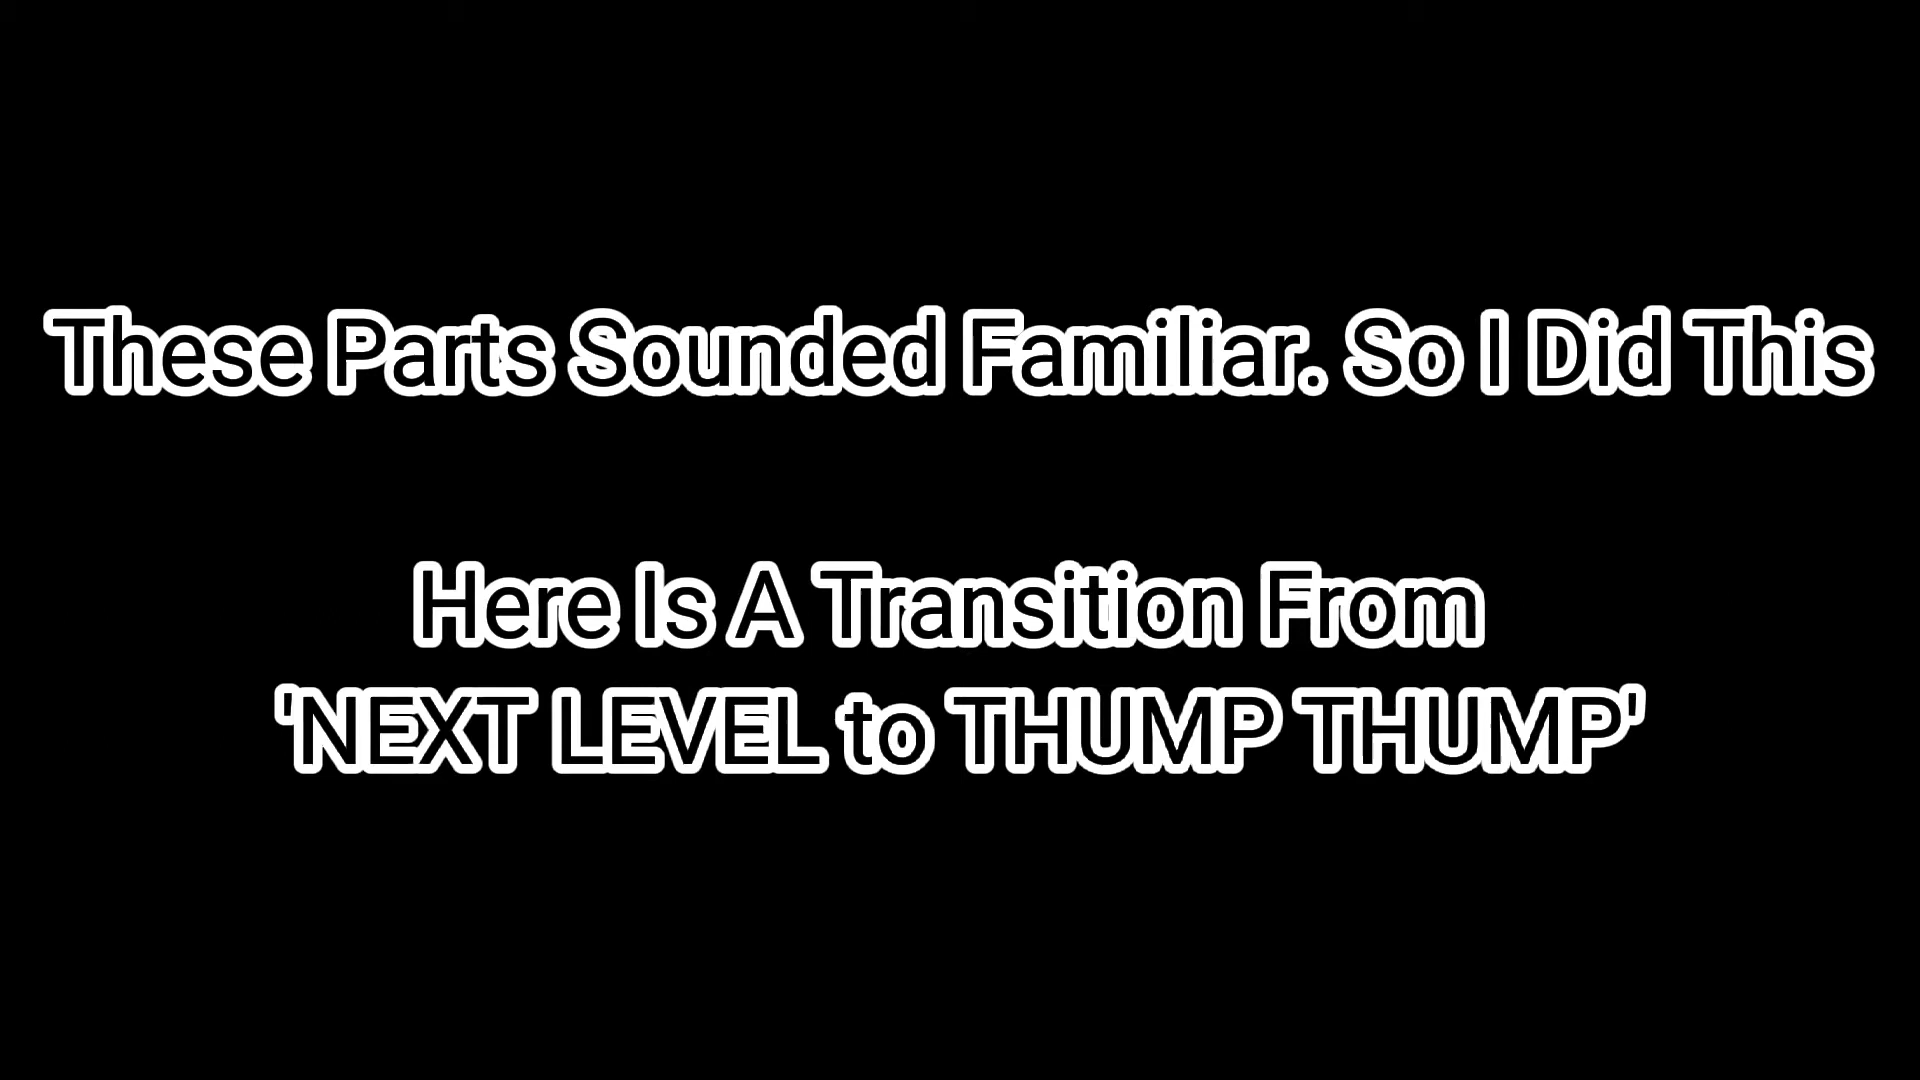 These Parts Sounded Familiar. So I Did This
Here Is A Transition From
'NEXT LEVEL to THUMP THUMP'